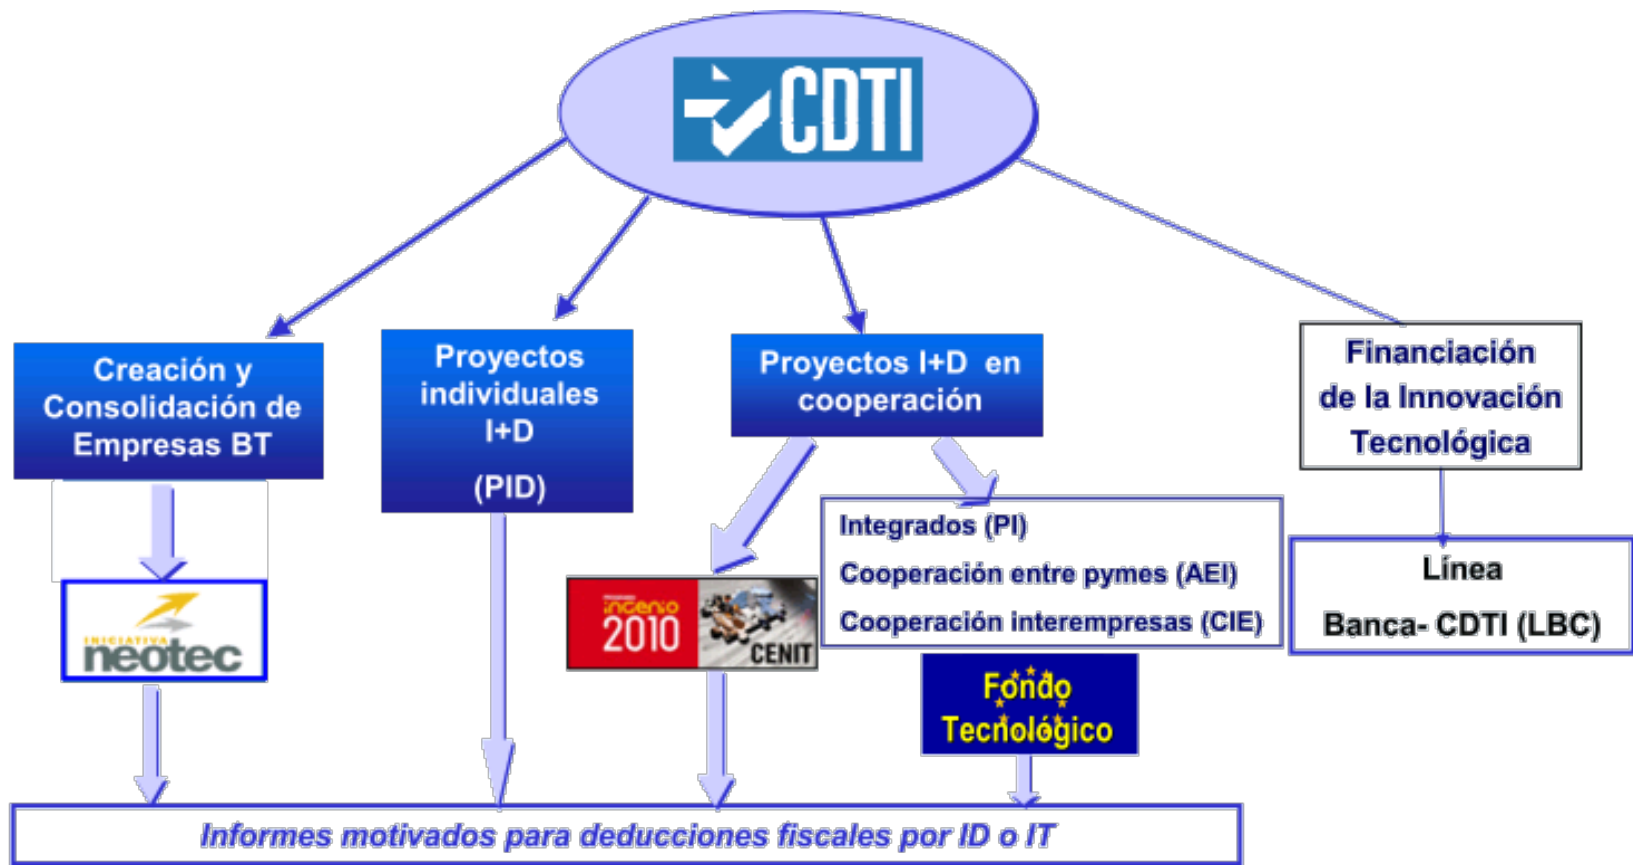 CDTI
Creación y
Consolidación de
Empresas BT
Proyectos
individuales
I+D
(PID)
Proyectos I+D en
cooperación
Financiación
de la Innovación
Tecnológica
INICIATIVA
neotec
ingenio
2010
CENIT
Integrados (PI)
Cooperación entre pymes (AEI)
Cooperación interempresas (CIE)
Fondo
Tecnológico
Línea
Banca- CDTI (LBC)
Informes motivados para deducciones fiscales por ID o IT